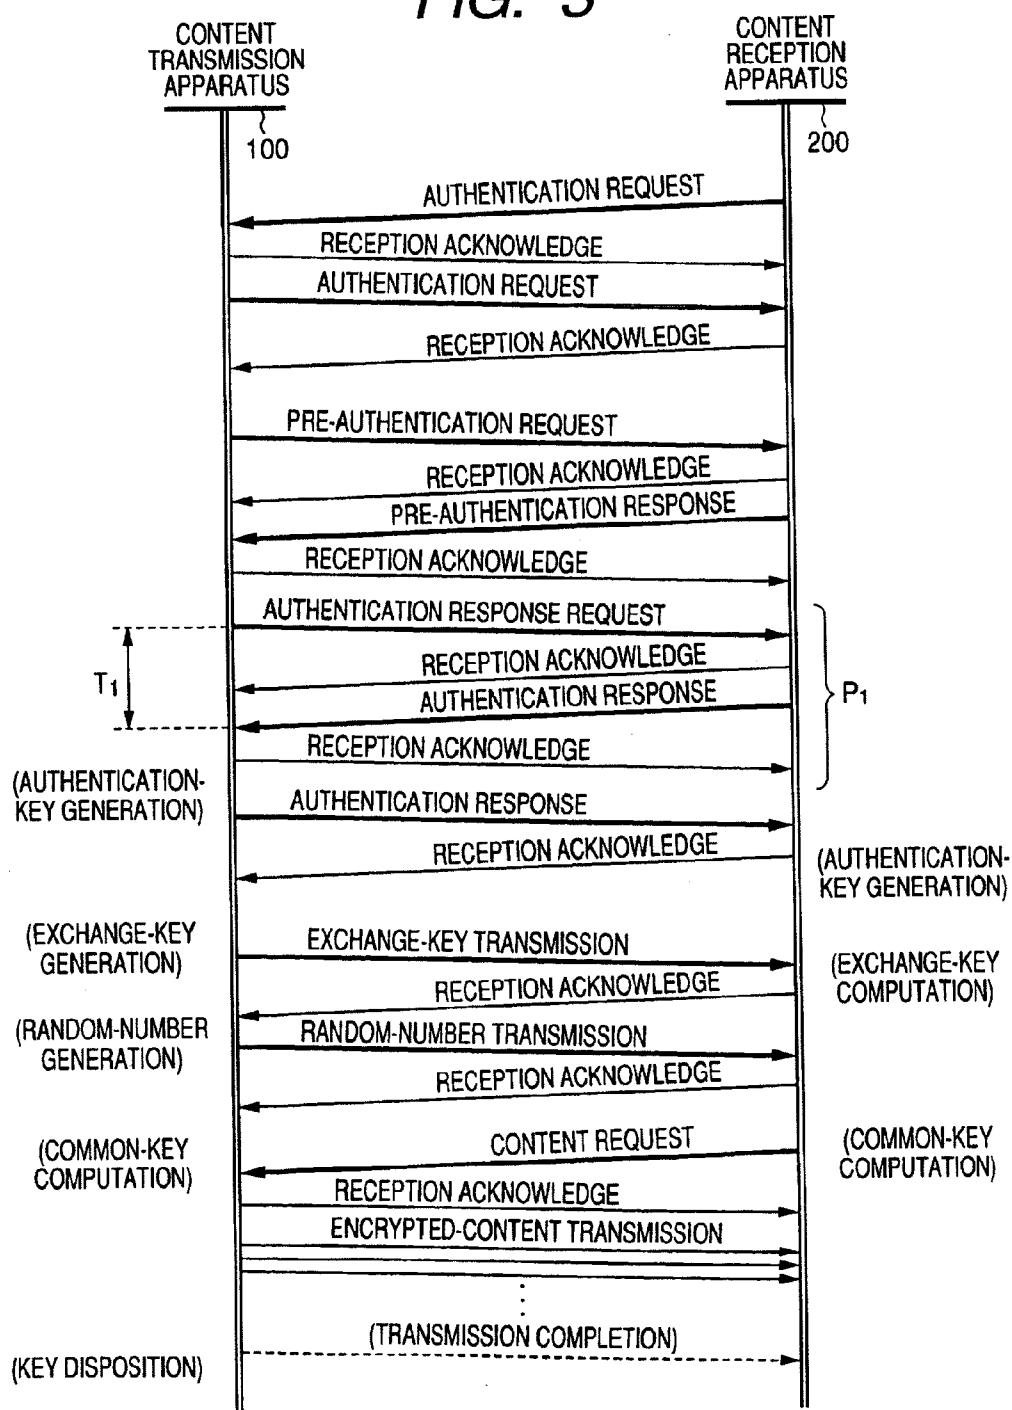 FIG. 3
CONTENT
TRANSMISSION
APPARATUS
100
CONTENT
RECEPTION
APPARATUS
200
AUTHENTICATION REQUEST
RECEPTION ACKNOWLEDGE
AUTHENTICATION REQUEST
RECEPTION ACKNOWLEDGE
PRE-AUTHENTICATION REQUEST
RECEPTION ACKNOWLEDGE
PRE-AUTHENTICATION RESPONSE
RECEPTION ACKNOWLEDGE
AUTHENTICATION RESPONSE REQUEST
RECEPTION ACKNOWLEDGE
T1
AUTHENTICATION RESPONSE
P1
RECEPTION ACKNOWLEDGE
(AUTHENTICATION-
KEY GENERATION)
AUTHENTICATION RESPONSE
RECEPTION ACKNOWLEDGE
(AUTHENTICATION-
KEY GENERATION)
(EXCHANGE-KEY
GENERATION)
EXCHANGE-KEY TRANSMISSION
(EXCHANGE-KEY
COMPUTATION)
RECEPTION ACKNOWLEDGE
(RANDOM-NUMBER
GENERATION)
RANDOM-NUMBER TRANSMISSION
RECEPTION ACKNOWLEDGE
(COMMON-KEY
COMPUTATION)
CONTENT REQUEST
(COMMON-KEY
COMPUTATION)
RECEPTION ACKNOWLEDGE
ENCRYPTED-CONTENT TRANSMISSION
(TRANSMISSION COMPLETION)
(KEY DISPOSITION)